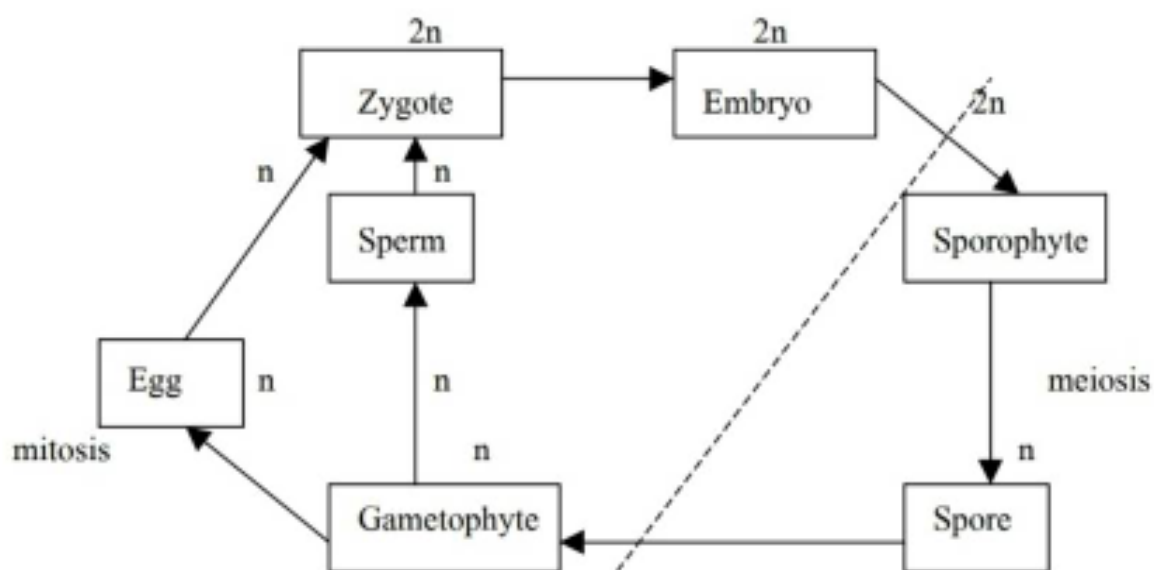 2n 2n
Zygote Embryo 2n
n n
Sperm Sporophyte
Egg n n meiosis
mitosis n n
Gametophyte Spore